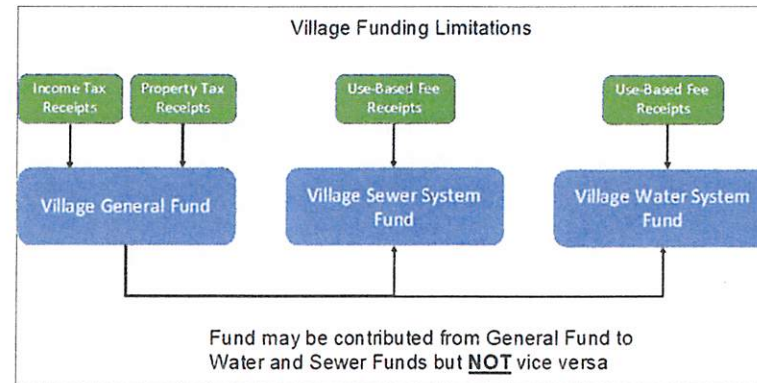 Village Funding Limitations
Income Tax
Receipts
Property Tax
Receipts
Use-Based Fee
Receipts
Use-Based Fee
Receipts
Village General Fund
Village Sewer System
Fund
Village Water System
Fund
Fund may be contributed from General Fund to
Water and Sewer Funds but NOT vice versa